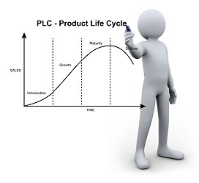 PLC - Product Life Cycle
Maturity
Growth
SALES
Introduction
TIME